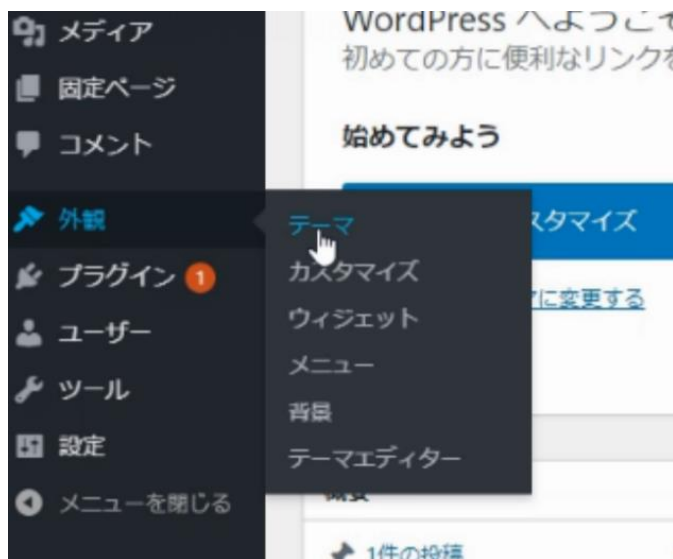 メディア
固定ページ
コメント
外観
プラグイン 1
ユーザー
ツール
設定
メニューを閉じる
テーマ
カスタマイズ
ウィジェット
メニュー
背景
テーマエディター
WordPress へようこそ
初めての方に便利なリンクを
始めてみよう
スタマイズ
に変更する
概要
1件の投稿